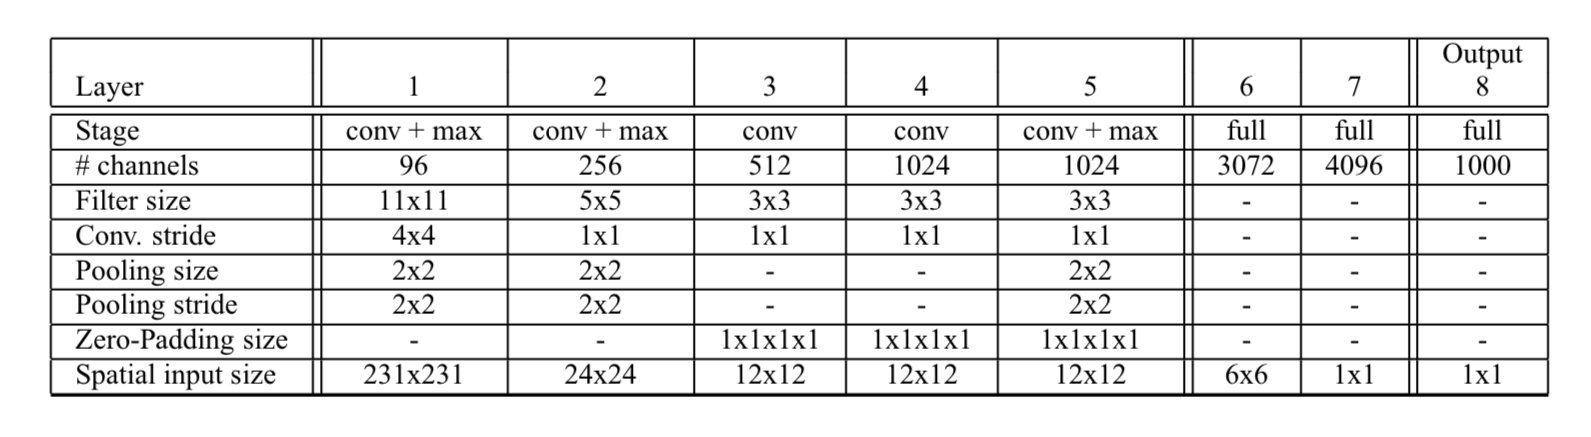 Layer 1 2 3 4 5 6 7 Output 8
Stage conv + max conv + max conv conv conv + max full full full
# channels 96 256 512 1024 1024 3072 4096 1000
Filter size 11x11 5x5 3x3 3x3 3x3 - - -
Conv. stride 4x4 1x1 1x1 1x1 1x1 - - -
Pooling size 2x2 2x2 - - 2x2 - - -
Pooling stride 2x2 2x2 - - 2x2 - - -
Zero-Padding size - - 1x1x1x1 1x1x1x1 1x1x1x1 - - -
Spatial input size 231x231 24x24 12x12 12x12 12x12 6x6 1x1 1x1